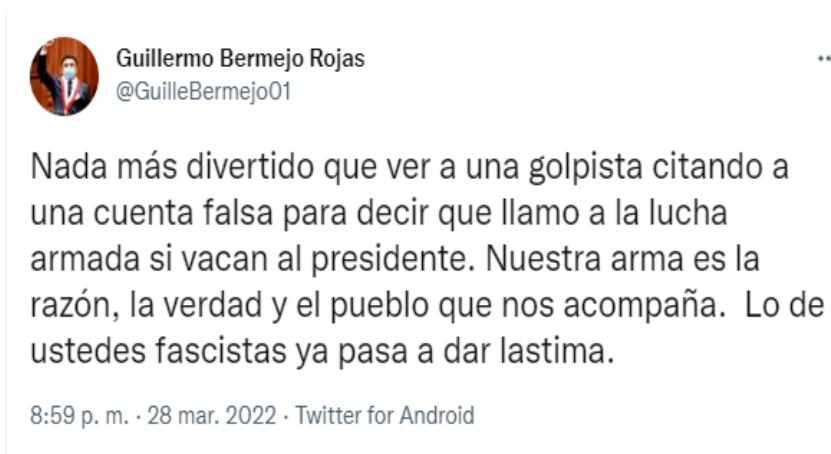 Guillermo Bermejo Rojas
@GuilleBermejo01
Nada más divertido que ver a una golpista citando a
una cuenta falsa para decir que llamo a la lucha
armada si vacan al presidente. Nuestra arma es la
razón, la verdad y el pueblo que nos acompaña.  Lo de
ustedes fascistas ya pasa a dar lastima.
8:59 p. m. · 28 mar. 2022 · Twitter for Android